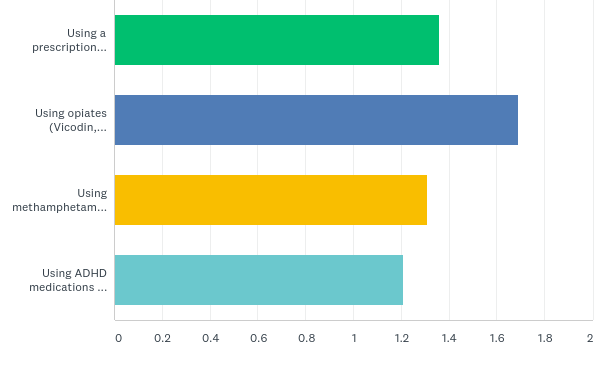 Using a
prescription...
Using opiates
(Vicodin,...
Using
methamphetam...
Using ADHD
medications ...
0 0.2 0.4 0.6 0.8 1 1.2 1.4 1.6 1.8 2